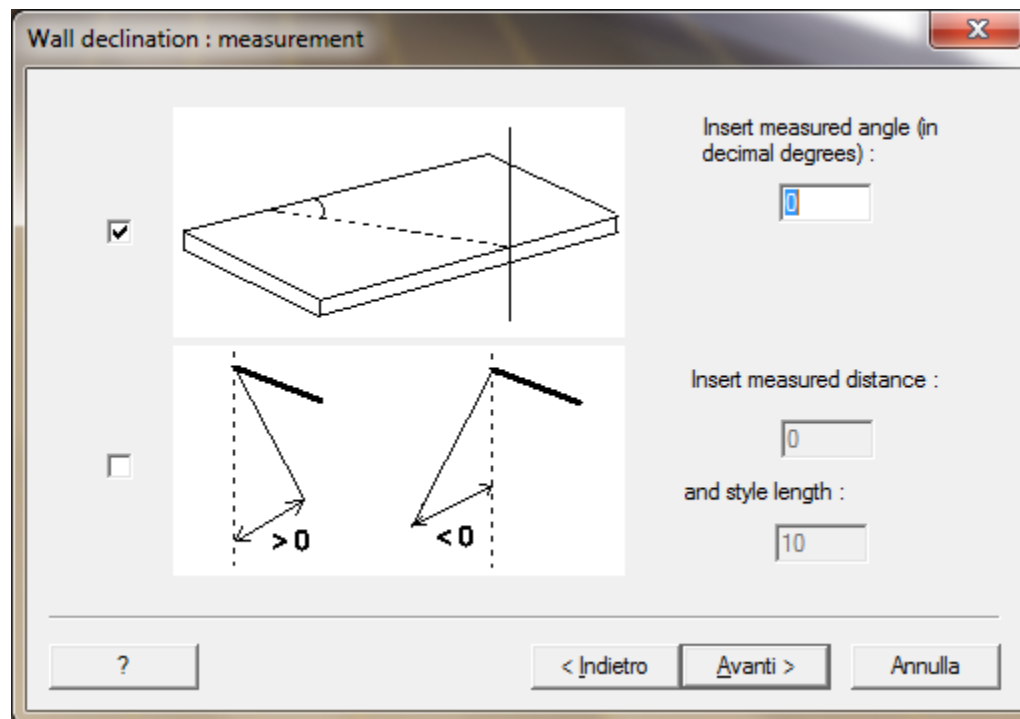 Wall declination : measurement
Insert measured angle (in
decimal degrees) :
0
Insert measured distance :
0
and style length :
10
> 0
< 0
?
< Indietro
Avanti >
Annulla